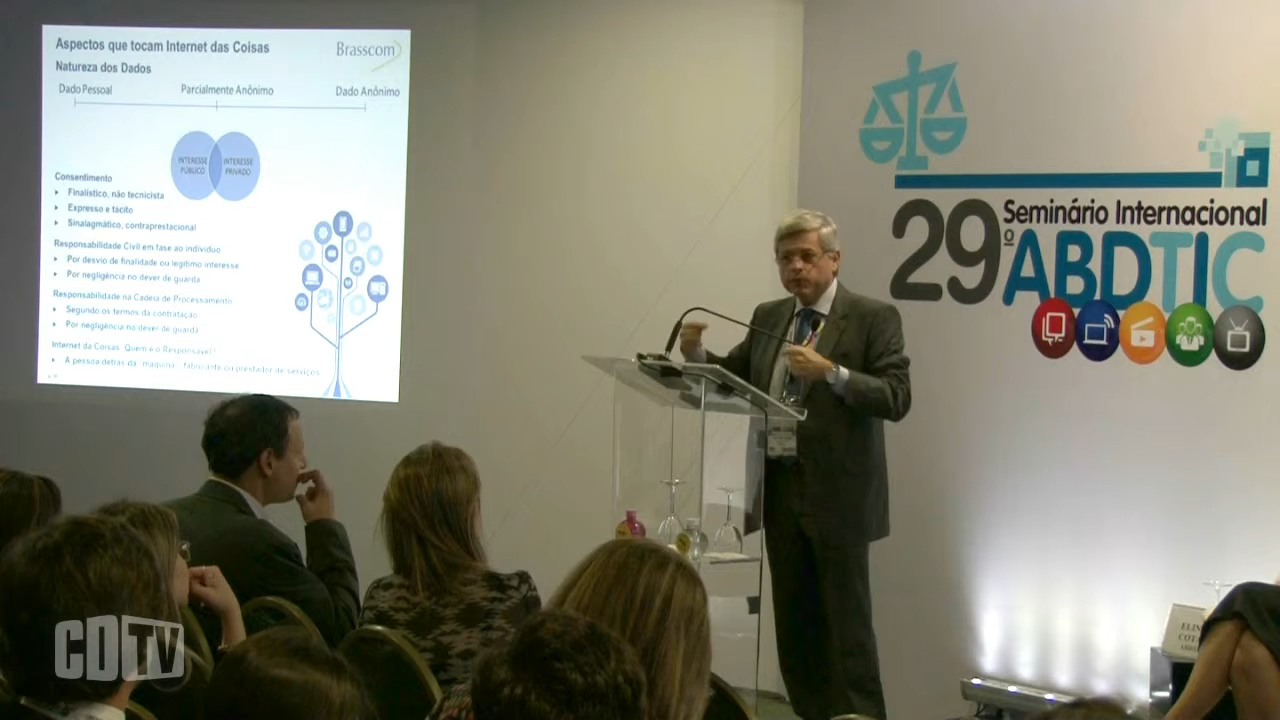 Aspectos que tocam Internet das Coisas
Brasscom
Natureza dos Dados
Dado Pessoal
Parcialmente Anônimo
Dado Anônimo
INTERESSE PÚBLICO
INTERESSE PRIVADO
Consentimento
Finalístico, não tecnicista
Expresso e tácito
Sinalagmático, contraprestacional
Responsabilidade Civil em fase ao indivíduo
Por desvio de finalidade ou legítimo interesse
Por negligência no dever de guarda
Responsabilidade na Cadeia de Processamento
Segundo os termos da contratação
Por negligência no dever de guarda
Internet da Coisas: Quem é o Responsável?
A pessoa detrás da "máquina": fabricante ou prestador de serviços
29º Seminário Internacional
ABDTIC
CDTV